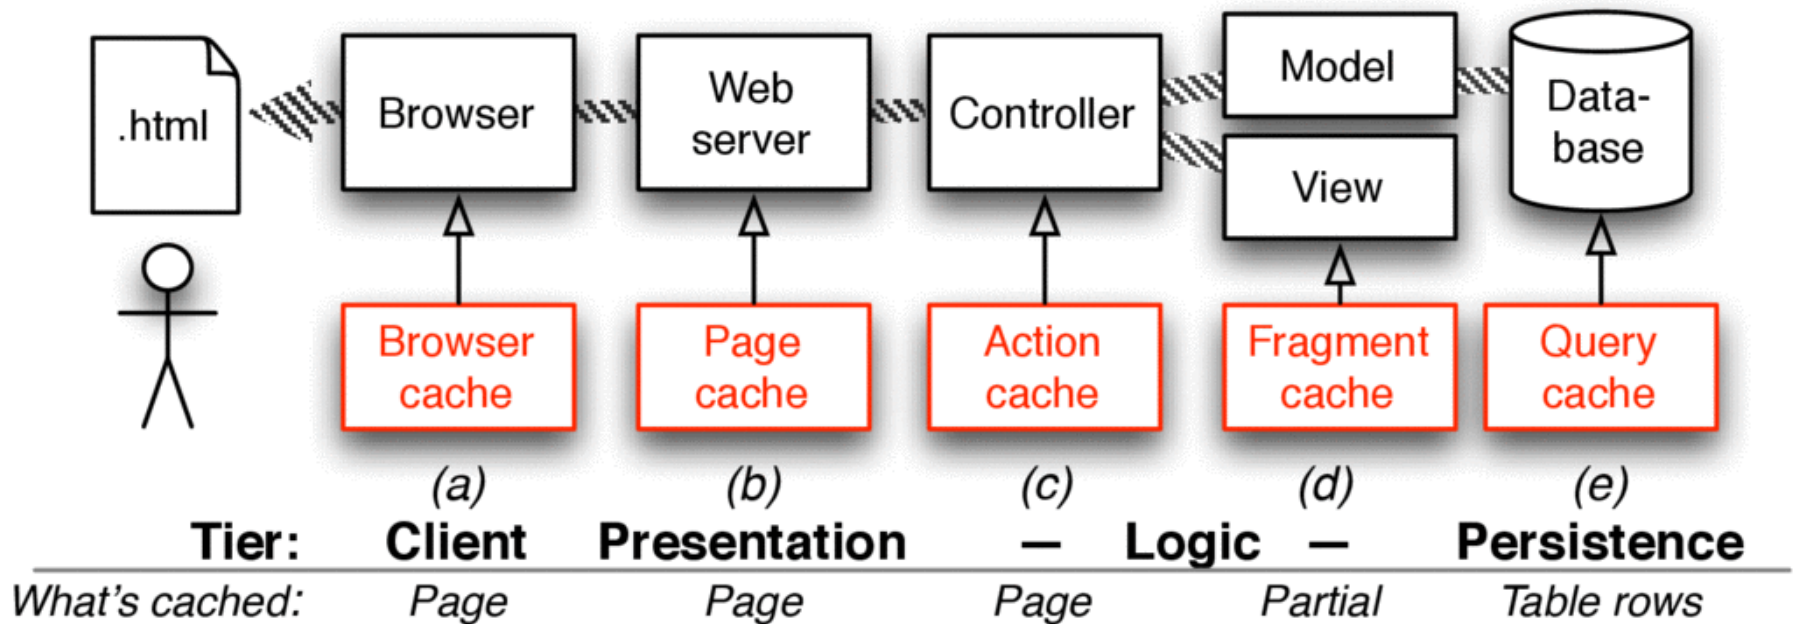 .html
Browser
Web
server
Controller
Model
View
Data-
base
Browser
cache
Page
cache
Action
cache
Fragment
cache
Query
cache
(a) (b) (c) (d) (e)
Tier: Client Presentation — Logic — Persistence
What's cached: Page Page Page Partial Table rows